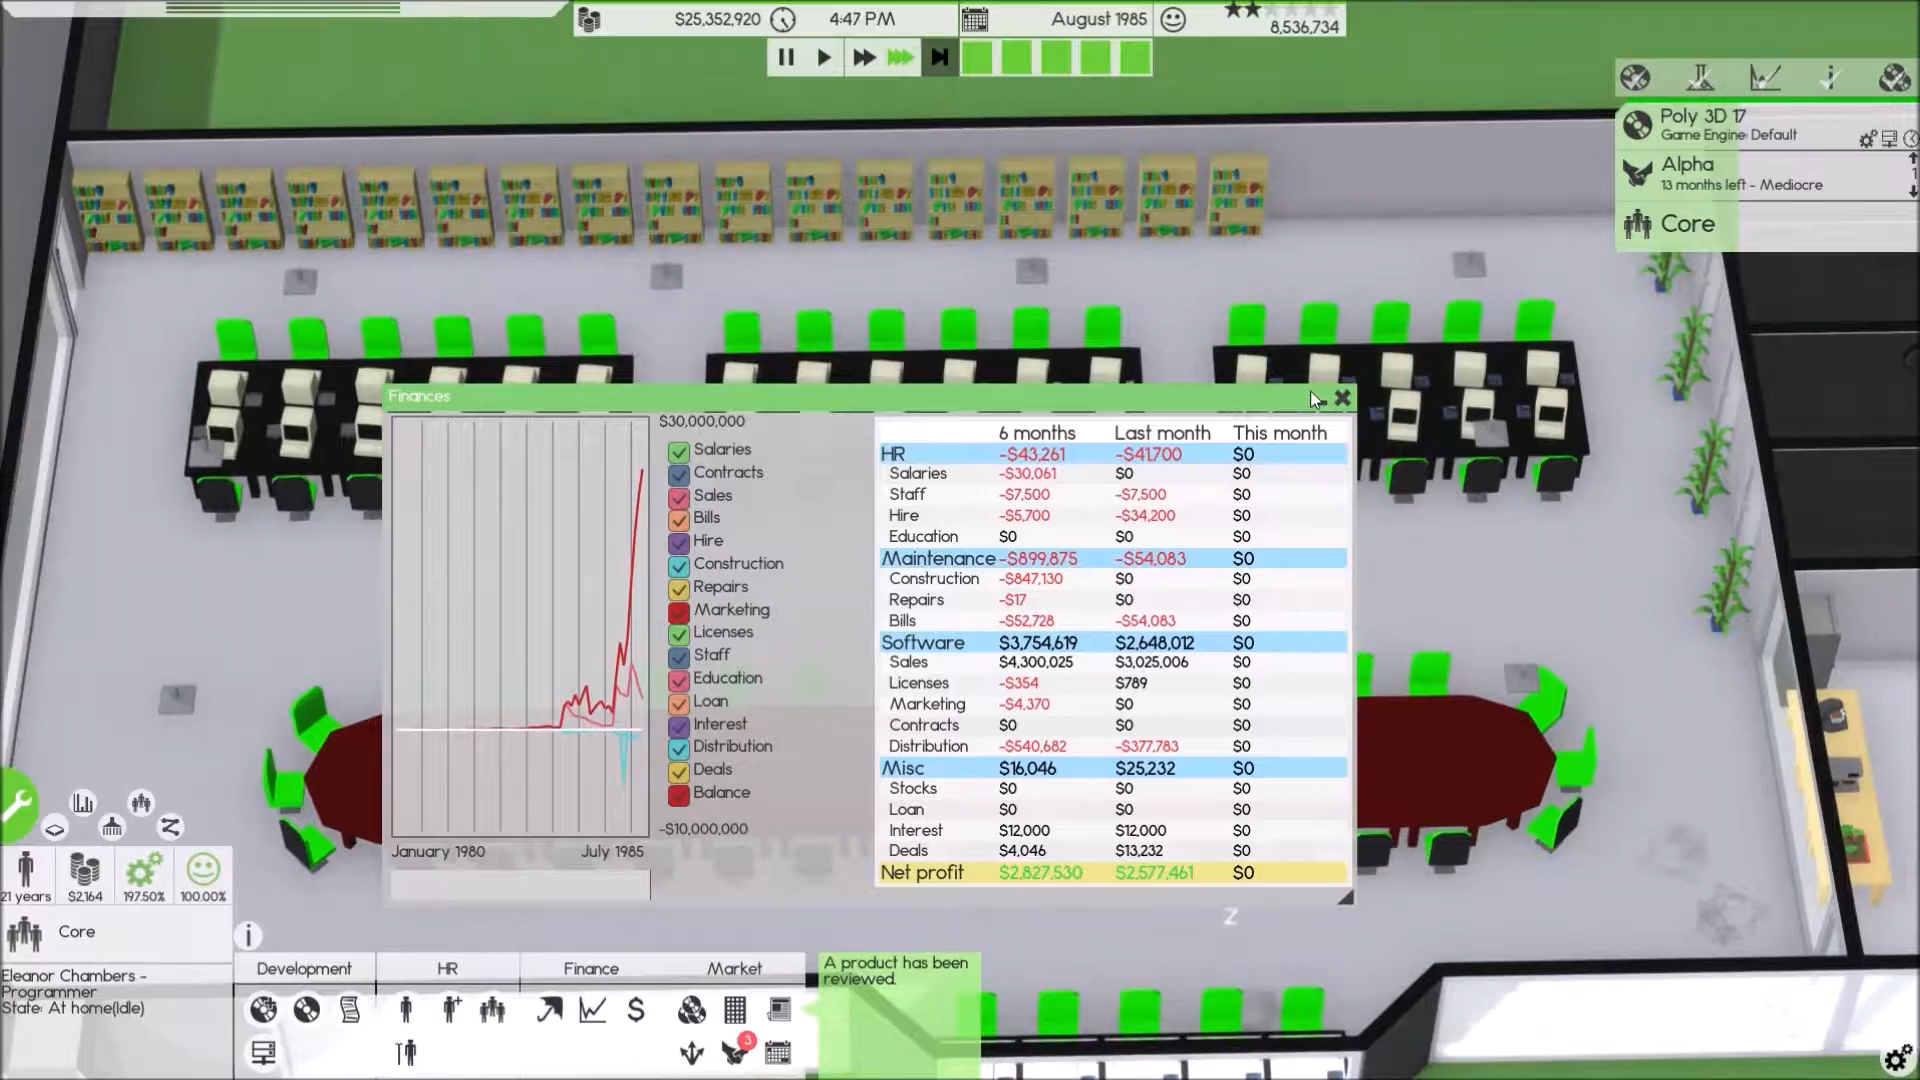 $25,352,920
4:47 PM
August 1985
8,536,734
Poly 3D 17
Game Engine: Default
Alpha
13 months left - Mediocre
1
Core
Finances
$30,000,000
-$10,000,000
January 1980
July 1985
Salaries
Contracts
Sales
Bills
Hire
Construction
Repairs
Marketing
Licenses
Staff
Education
Loan
Interest
Distribution
Deals
Balance
6 months Last month This month
HR -$43,261 -$41,700 $0
Salaries -$30,061 $0 $0
Staff -$7,500 -$7,500 $0
Hire -$5,700 -$34,200 $0
Education $0 $0 $0
Maintenance -$899,875 -$54,083 $0
Construction -$847,130 $0 $0
Repairs -$17 $0 $0
Bills -$52,728 -$54,083 $0
Software $3,754,619 $2,648,012 $0
Sales $4,300,025 $3,025,006 $0
Licenses -$354 $789 $0
Marketing -$4,370 $0 $0
Contracts $0 $0 $0
Distribution -$540,682 -$377,783 $0
Misc $16,046 $25,232 $0
Stocks $0 $0 $0
Loan $0 $0 $0
Interest $12,000 $12,000 $0
Deals $4,046 $13,232 $0
Net profit $2,827,530 $2,577,461 $0
Z
21 years $2,164 197.50% 100.00%
Core
Eleanor Chambers -
Programmer
State: At home(Idle)
Development HR Finance Market
3
A product has been
reviewed.